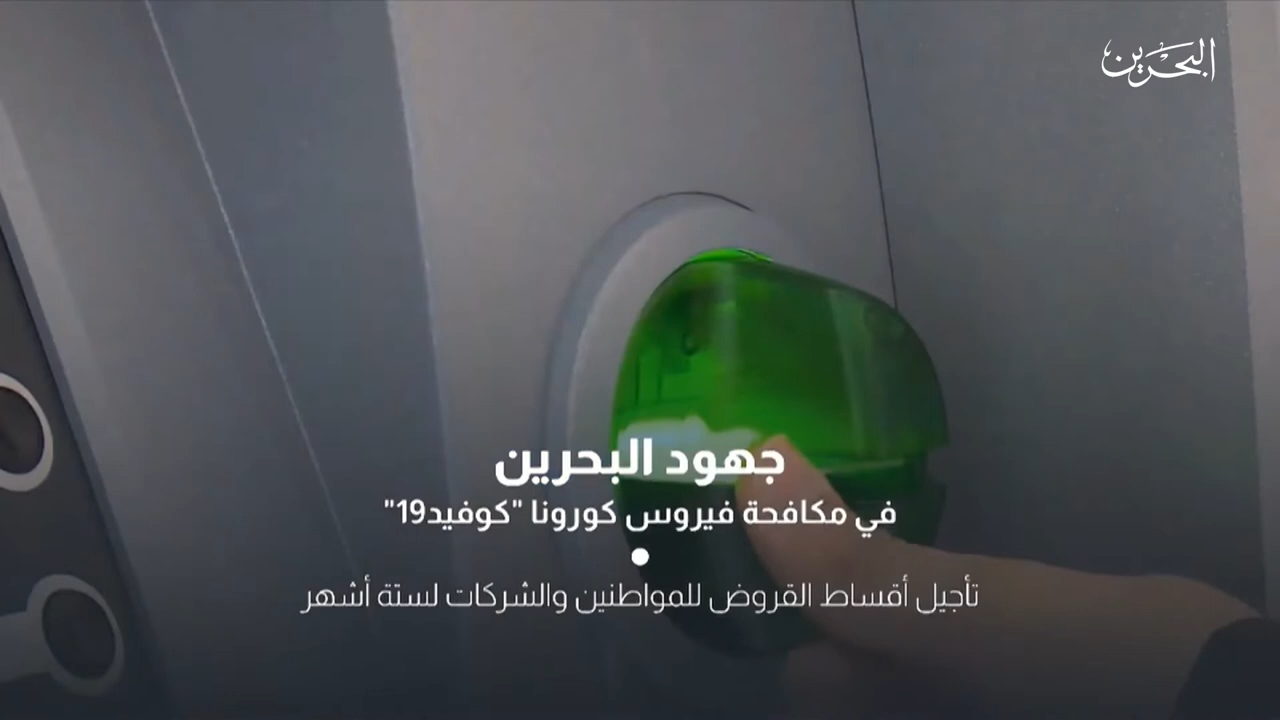 البحرين
جهود البحرين
في مكافحة فيروس كورونا "كوفيد19"
تأجيل أقساط القروض للمواطنين والشركات لستة أشهر